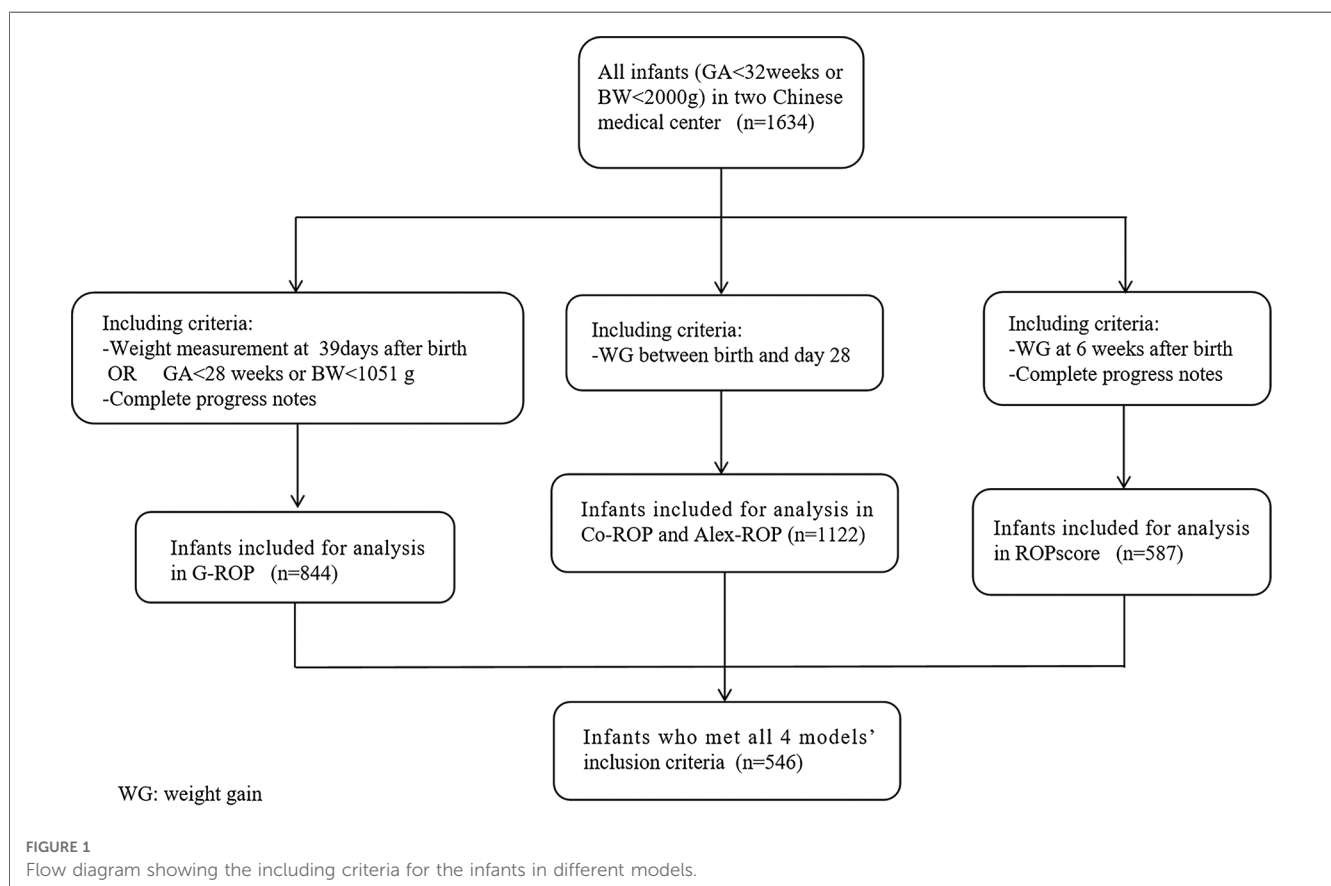 All infants (GA<32weeks or
BW<2000g) in two Chinese
medical center (n=1634)
Including criteria:
-Weight measurement at 39days after birth
OR GA<28 weeks or BW<1051 g
-Complete progress notes
Including criteria:
-WG between birth and day 28
Including criteria:
-WG at 6 weeks after birth
-Complete progress notes
Infants included for analysis
in G-ROP (n=844)
Infants included for analysis in
Co-ROP and Alex-ROP (n=1122)
Infants included for analysis
in ROPscore (n=587)
Infants who met all 4 models’
inclusion criteria (n=546)
WG: weight gain
FIGURE 1
Flow diagram showing the including criteria for the infants in different models.